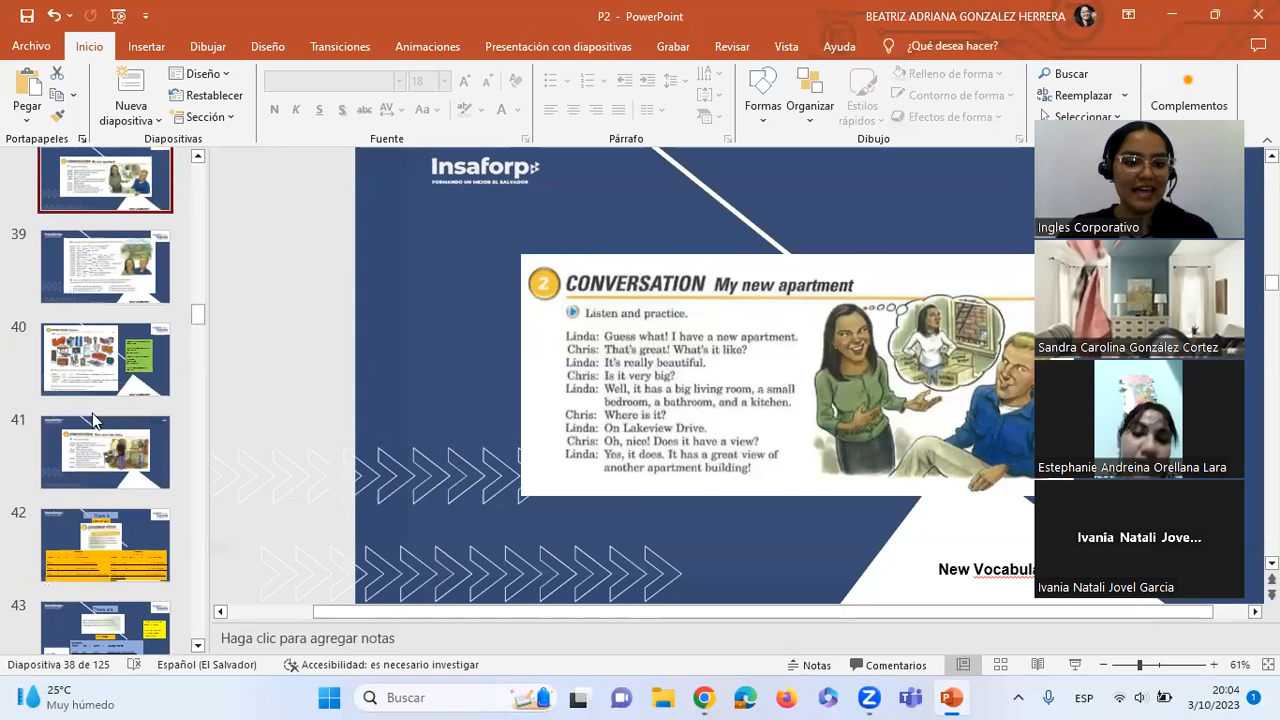 P2 - PowerPoint
BEATRIZ ADRIANA GONZALEZ HERRERA
Archivo Inicio Insertar Dibujar Diseño Transiciones Animaciones Presentación con diapositivas Grabar Revisar Vista Ayuda ¿Qué desea hacer?
Pegar
Nueva diapositiva
Diseño
Restablecer
Sección
18
Formas
Organizar
Estilos rápidos
Relleno de forma
Contorno de forma
Efectos de forma
Buscar
Reemplazar
Seleccionar
Complementos
Portapapeles Diapositivas Fuente Párrafo Dibujo
39
40
41
42
43
Insaforp
FORMANDO UN MEJOR EL SALVADOR
2 CONVERSATION My new apartment
Listen and practice.
Linda: Guess what! I have a new apartment.
Chris: That's great! What's it like?
Linda: It's really beautiful.
Chris: Is it very big?
Linda: Well, it has a big living room, a small
bedroom, a bathroom, and a kitchen.
Chris: Where is it?
Linda: On Lakeview Drive.
Chris: Oh, nice! Does it have a view?
Linda: Yes, it does. It has a great view of
another apartment building!
New Vocabula
Ingles Corporativo
Sandra Carolina González Cortez
Stephanie Andreina Orellana Lara
Ivania Natali Jove...
Ivania Natali Jovel Garcia
Haga clic para agregar notas
Diapositiva 38 de 125 Español (El Salvador) Accesibilidad: es necesario investigar Notas Comentarios 61%
25°C
Muy húmedo
Buscar
ESP
20:04
3/10/2023
1